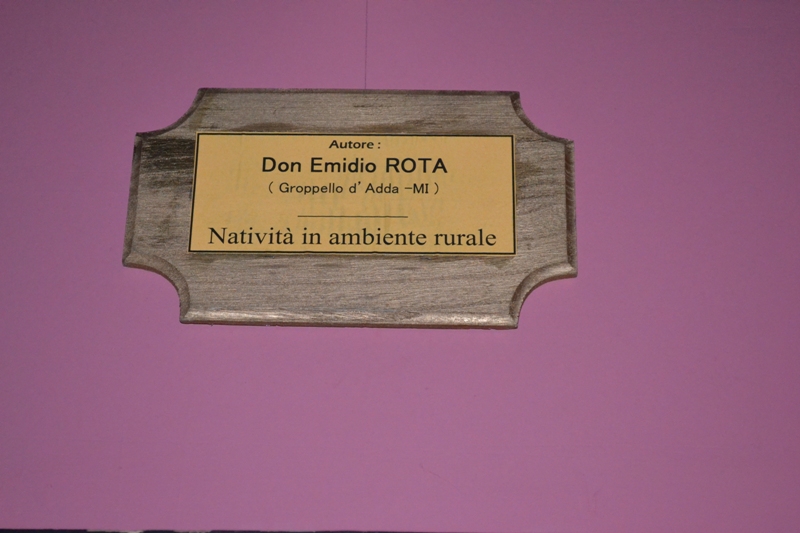 Autore :
Don Emidio ROTA
( Groppello d' Adda -MI )
Natività in ambiente rurale